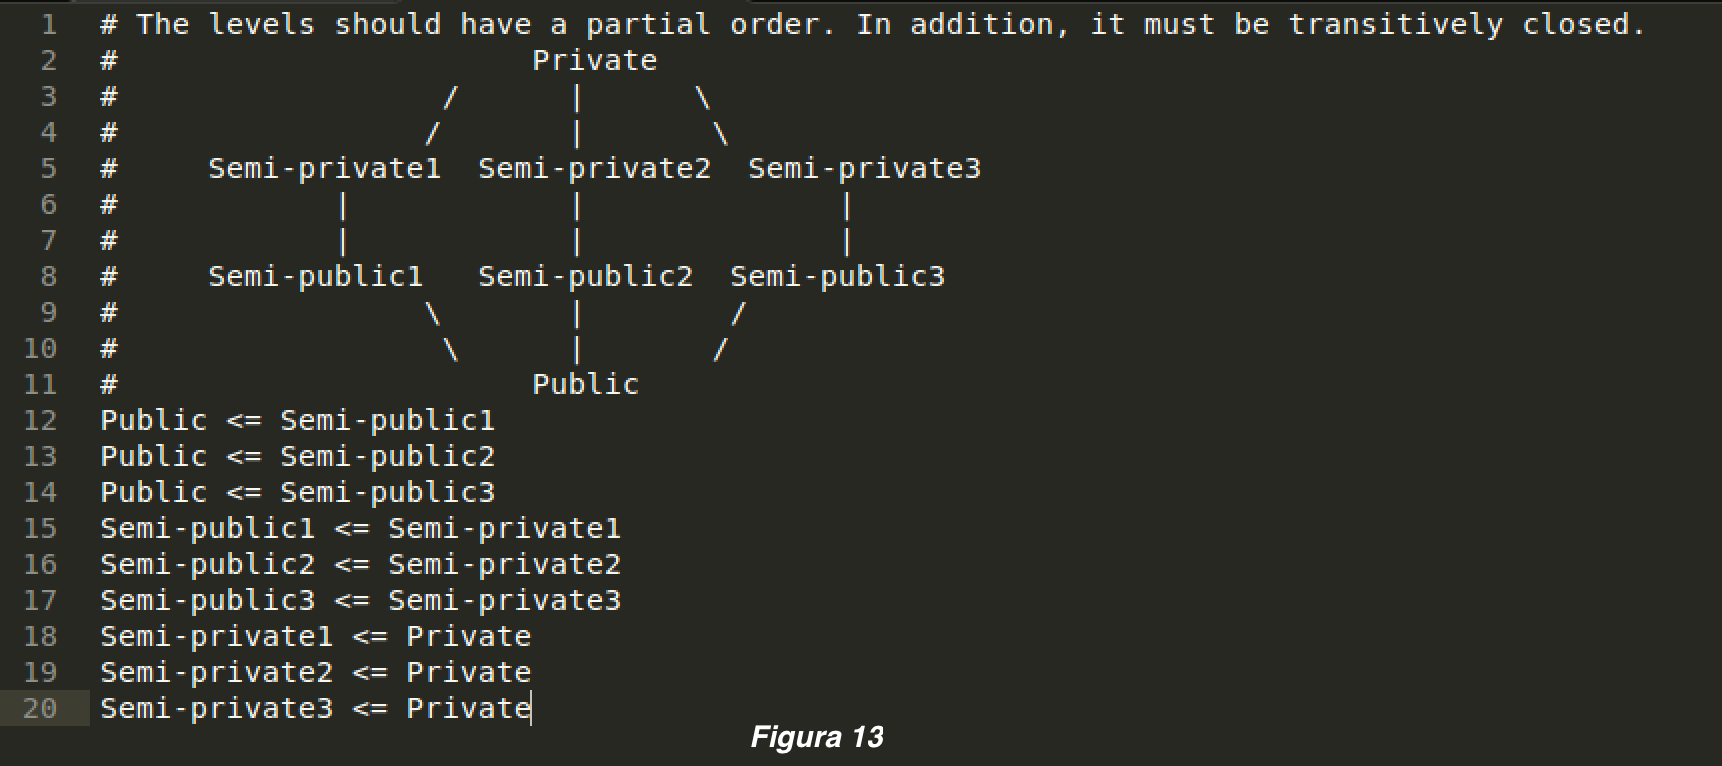 1 # The levels should have a partial order. In addition, it must be transitively closed.
2 #                       Private
3 #                  /      |      \
4 #                 /       |       \
5 #     Semi-private1  Semi-private2  Semi-private3
6 #            |            |              |
7 #            |            |              |
8 #     Semi-public1   Semi-public2  Semi-public3
9 #                 \       |        /
10 #                  \      |       /
11 #                       Public
12 Public <= Semi-public1
13 Public <= Semi-public2
14 Public <= Semi-public3
15 Semi-public1 <= Semi-private1
16 Semi-public2 <= Semi-private2
17 Semi-public3 <= Semi-private3
18 Semi-private1 <= Private
19 Semi-private2 <= Private
20 Semi-private3 <= Private
Figura 13